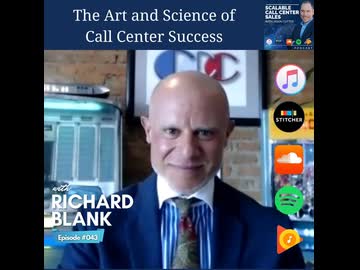 The Art and Science of
Call Center Success
SCALABLE
CALL CENTER
SALES
PODCAST
STITCHER
with
RICHARD
BLANK
Episode #043